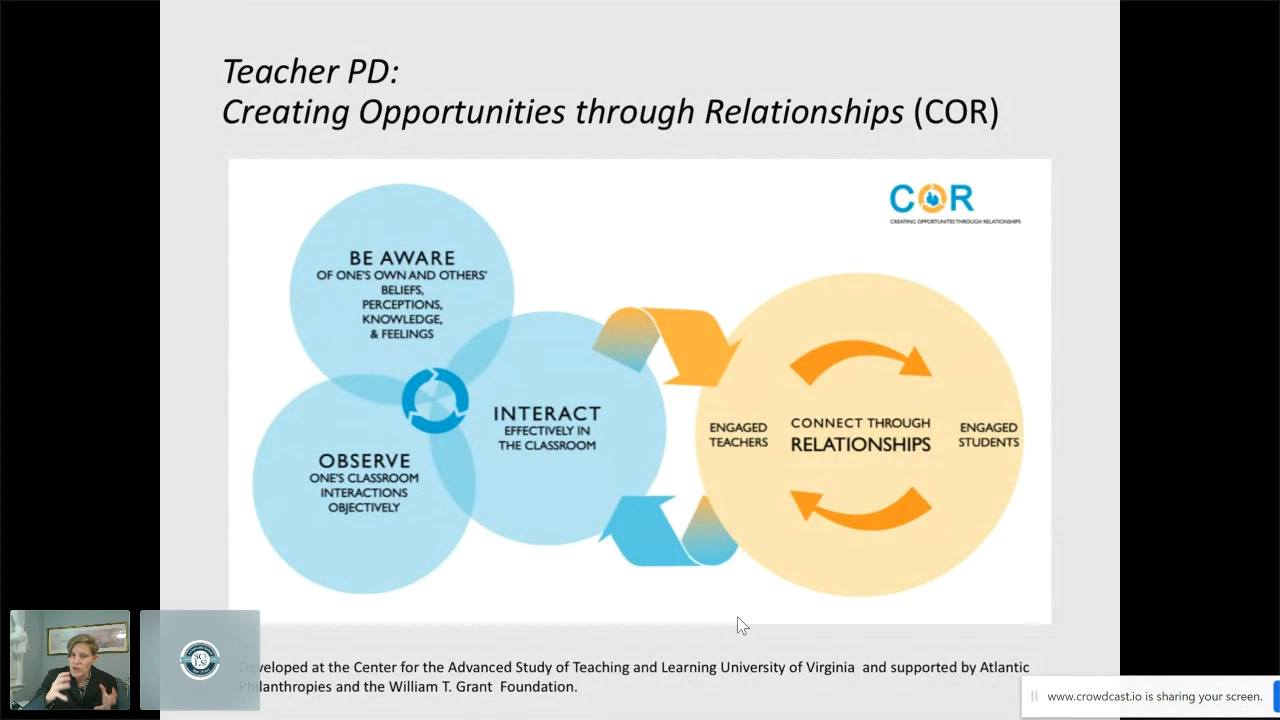 Teacher PD:
Creating Opportunities through Relationships (COR)
COR
CREATING OPPORTUNITIES THROUGH RELATIONSHIPS
BE AWARE
OF ONE'S OWN AND OTHERS'
BELIEFS,
PERCEPTIONS,
KNOWLEDGE,
& FEELINGS
INTERACT
EFFECTIVELY IN
THE CLASSROOM
OBSERVE
ONE'S CLASSROOM
INTERACTIONS
OBJECTIVELY
ENGAGED
TEACHERS
CONNECT THROUGH
RELATIONSHIPS
ENGAGED
STUDENTS
Developed at the Center for the Advanced Study of Teaching and Learning University of Virginia and supported by Atlantic
Philanthropies and the William T. Grant Foundation.
www.crowdcast.io is sharing your screen.